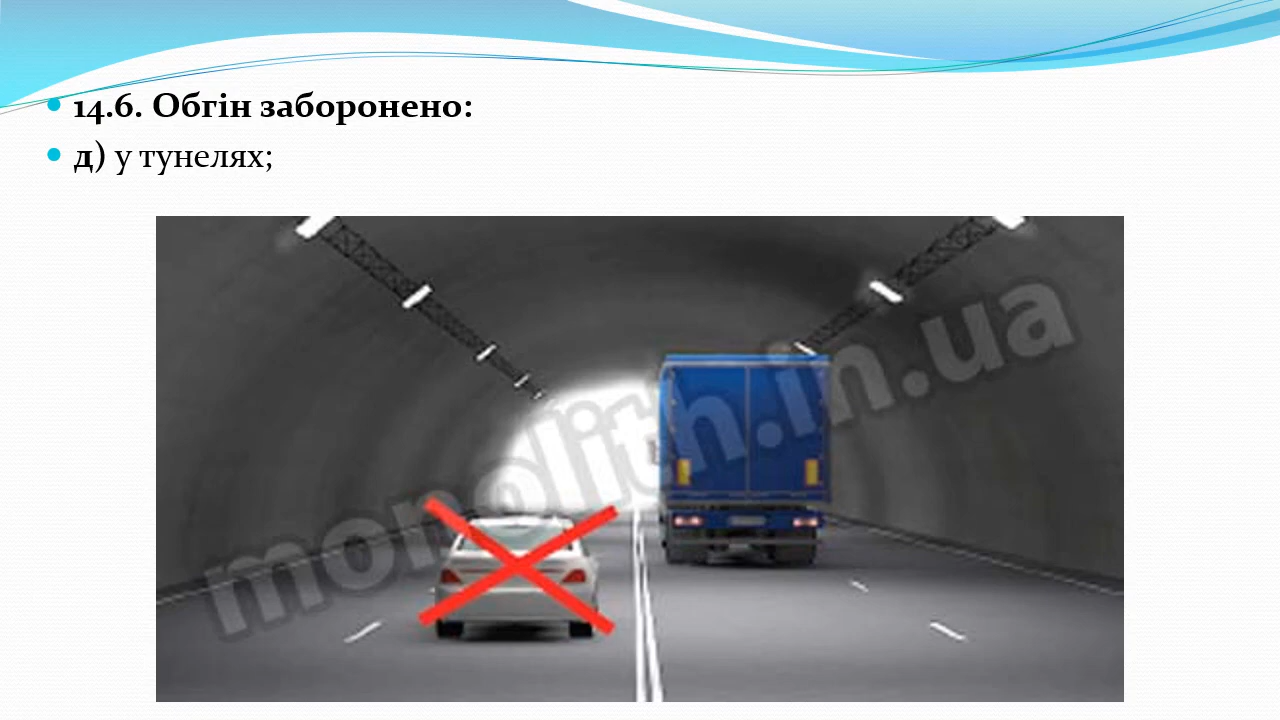 14.6. Обгін заборонено:
д) у тунелях;
monolith.in.ua